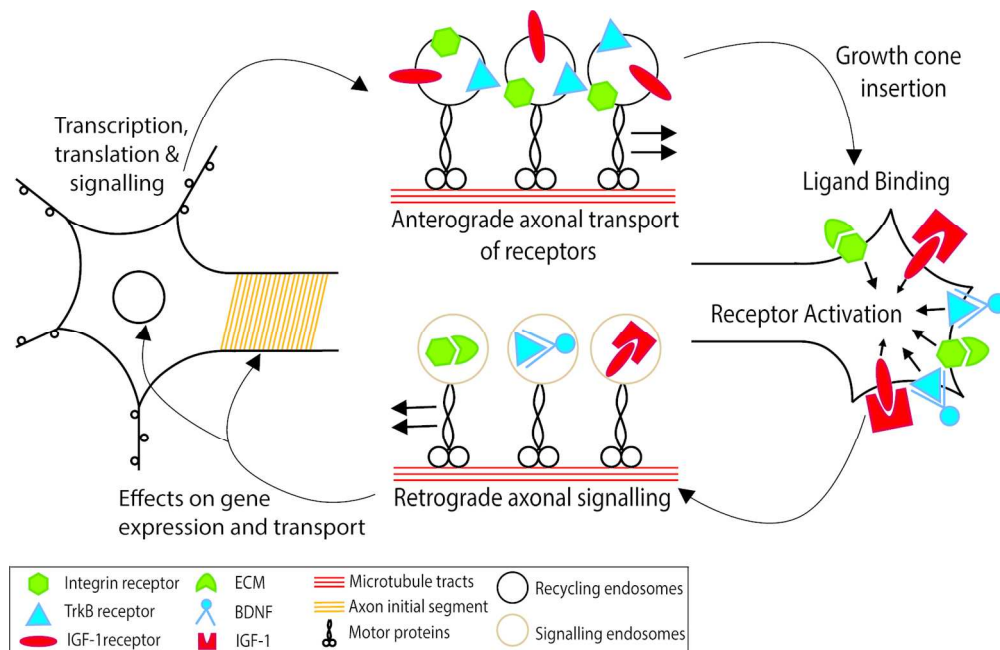 Transcription,
translation &
signalling
Growth cone
insertion
Anterograde axonal transport
of receptors
Ligand Binding
Receptor Activation
Retrograde axonal signalling
Effects on gene
expression and transport
Integrin receptor
TrkB receptor
IGF-1receptor
ECM
BDNF
IGF-1
Microtubule tracts
Axon initial segment
Motor proteins
Recycling endosomes
Signalling endosomes